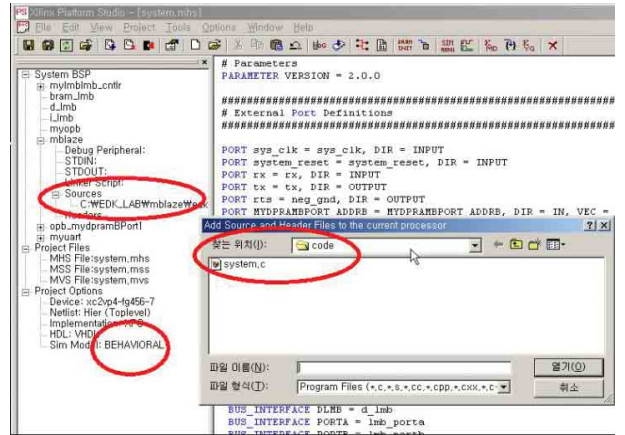 Xilinx Platform Studio - [system.mhs]
File Edit View Project Tools Options Window Help
System BSP
mylmblmb_cntlr
bram_lmb
d_lmb
i_lmb
myopb
mblaze
Debug Peripheral:
STDIN:
STDOUT:
Linker Script:
Sources
C:₩EDK_LAB₩mblaze₩edk
Headers
opb_mydpramBPort1
myuart
Project Files
MHS File:system,mhs
MSS File:system,mss
MVS File:system,mvs
Project Options
Device: xc2vp4-fg456-7
Netlist: Hier (Toplevel)
Implementation: XPS
HDL: VHDL
Sim Model: BEHAVIORAL
# Parameters
PARAMETER VERSION = 2.0.0
##########################################################
# External Port Definitions
##########################################################
PORT sys_clk = sys_clk, DIR = INPUT
PORT system_reset = system_reset, DIR = INPUT
PORT rx = rx, DIR = INPUT
PORT tx = tx, DIR = OUTPUT
PORT rts = neg_gnd, DIR = OUTPUT
PORT MYDPRAMBPORT_ADDRB = MYDPRAMBPORT_ADDRB, DIR = IN, VEC =
Add Source and Header Files to the current processor
찾는 위치(I):
code
system,c
파일 이름(N):
열기(O)
파일 형식(T):
Program Files (*,c,*,s,*,cc,*,cpp,*,cxx,*,c
취소
BUS_INTERFACE DLMB = d_lmb
BUS_INTERFACE PORTA = lmb_porta
BUS_INTERFACE PORTB = lmb_portb